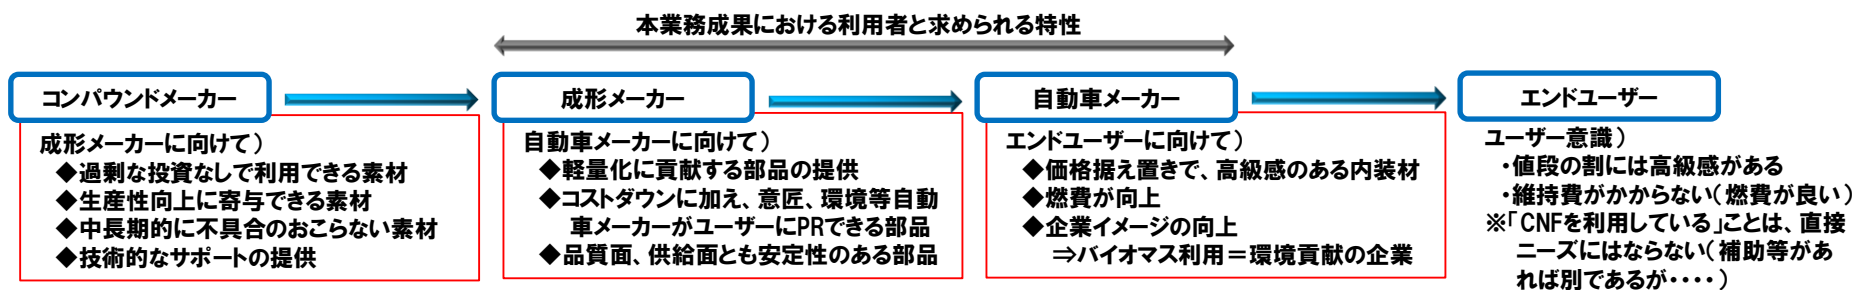 本業務成果における利用者と求められる特性
コンパウンドメーカー
成形メーカーに向けて）
◆過剰な投資なしで利用できる素材
◆生産性向上に寄与できる素材
◆中長期的に不具合のおこらない素材
◆技術的なサポートの提供
成形メーカー
自動車メーカーに向けて）
◆軽量化に貢献する部品の提供
◆コストダウンに加え、意匠、環境等自動
車メーカーがユーザーにPRできる部品
◆品質面、供給面とも安定性のある部品
自動車メーカー
エンドユーザーに向けて）
◆価格据え置きで、高級感のある内装材
◆燃費が向上
◆企業イメージの向上
⇒バイオマス利用＝環境貢献の企業
エンドユーザー
ユーザー意識）
・値段の割には高級感がある
・維持費がかからない（燃費が良い）
※「CNFを利用している」ことは、直接
ニーズにはならない（補助等があ
れば別であるが・・・・）